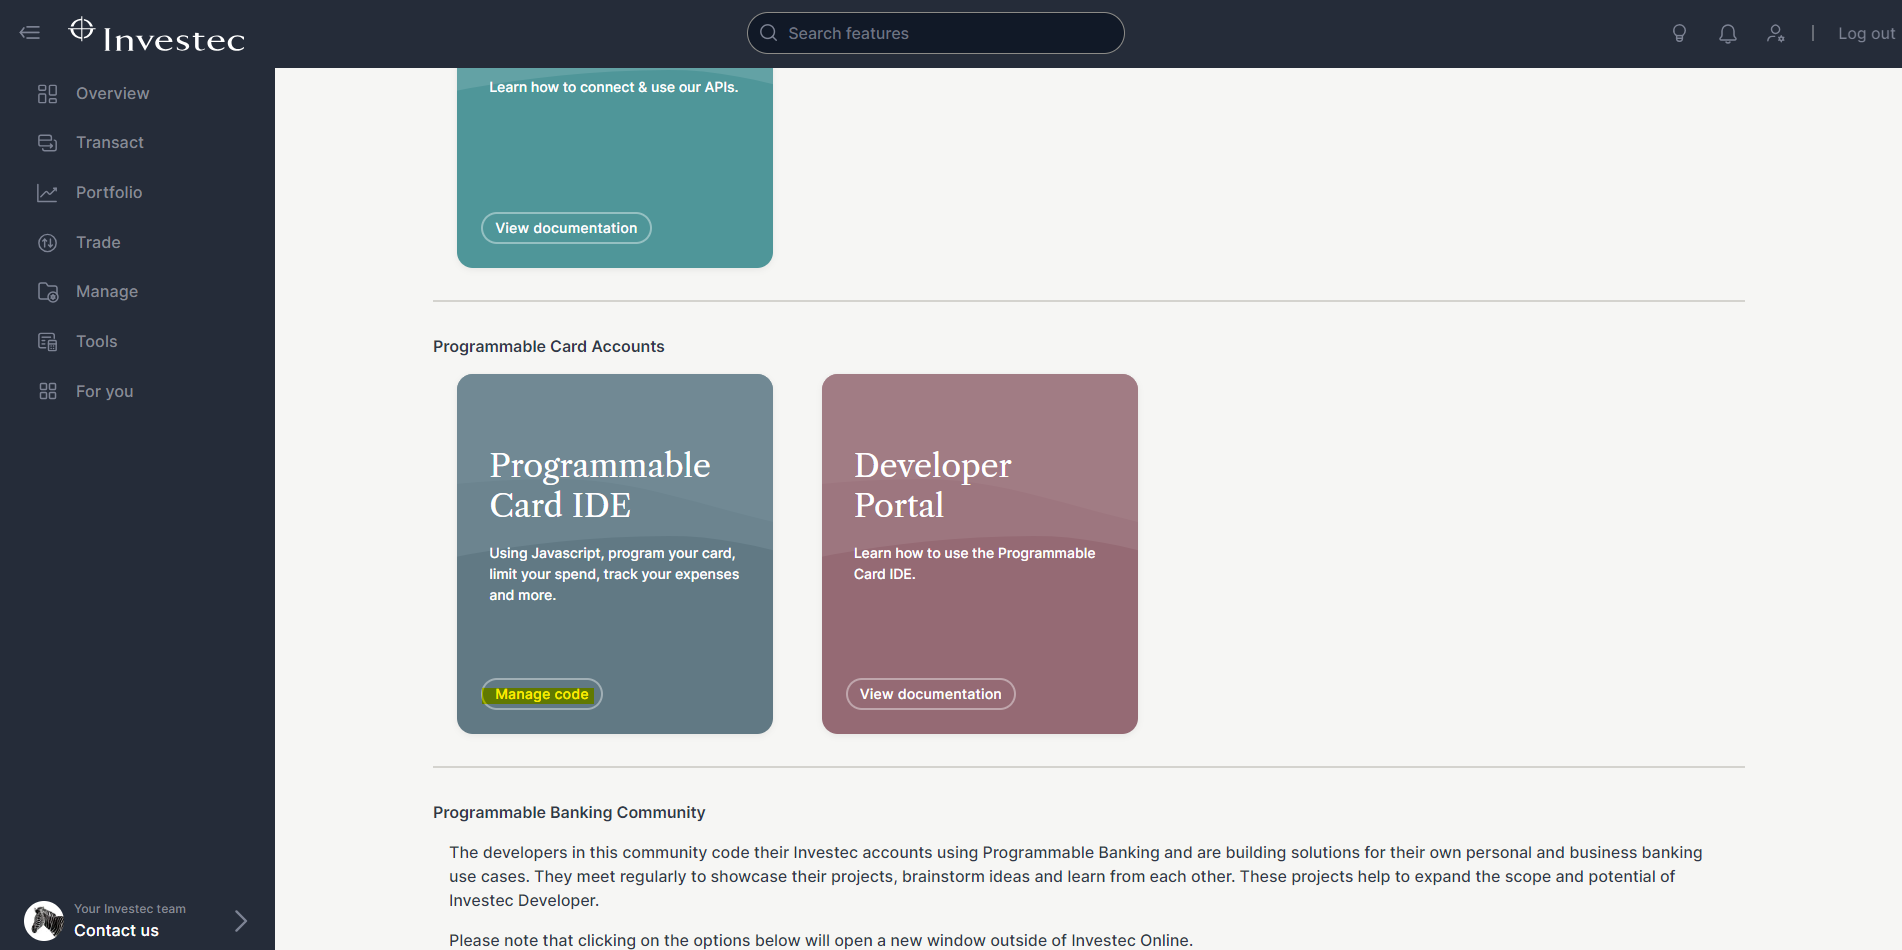 Investec
Search features
Log out
Overview
Transact
Portfolio
Trade
Manage
Tools
For you
Your Investec team
Contact us
Learn how to connect & use our APIs.
View documentation
Programmable Card Accounts
Programmable
Card IDE
Using Javascript, program your card,
limit your spend, track your expenses
and more.
Manage code
Developer
Portal
Learn how to use the Programmable
Card IDE.
View documentation
Programmable Banking Community
The developers in this community code their Investec accounts using Programmable Banking and are building solutions for their own personal and business banking
use cases. They meet regularly to showcase their projects, brainstorm ideas and learn from each other. These projects help to expand the scope and potential of
Investec Developer.
Please note that clicking on the options below will open a new window outside of Investec Online.